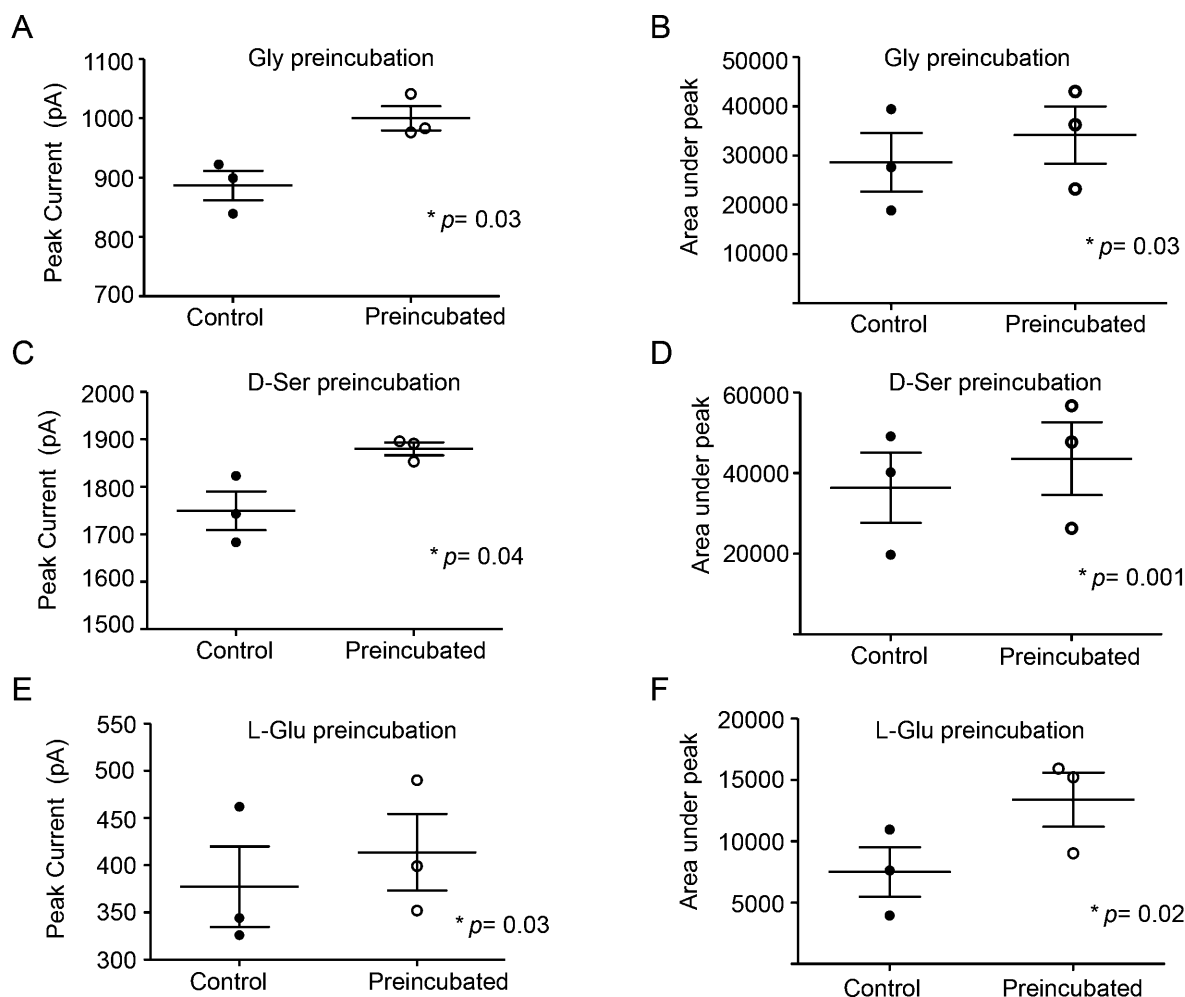 A
Gly preincubation
Peak Current (pA)
1100
1000
900
800
700
* p= 0.03
Control
Preincubated
B
Gly preincubation
Area under peak
50000
40000
30000
20000
10000
* p= 0.03
Control
Preincubated
C
D-Ser preincubation
Peak Current (pA)
2000
1900
1800
1700
1600
1500
* p= 0.04
Control
Preincubated
D
D-Ser preincubation
Area under peak
60000
40000
20000
* p= 0.001
Control
Preincubated
E
L-Glu preincubation
Peak Current (pA)
550
500
450
400
350
300
* p= 0.03
Control
Preincubated
F
L-Glu preincubation
Area under peak
20000
15000
10000
5000
* p= 0.02
Control
Preincubated